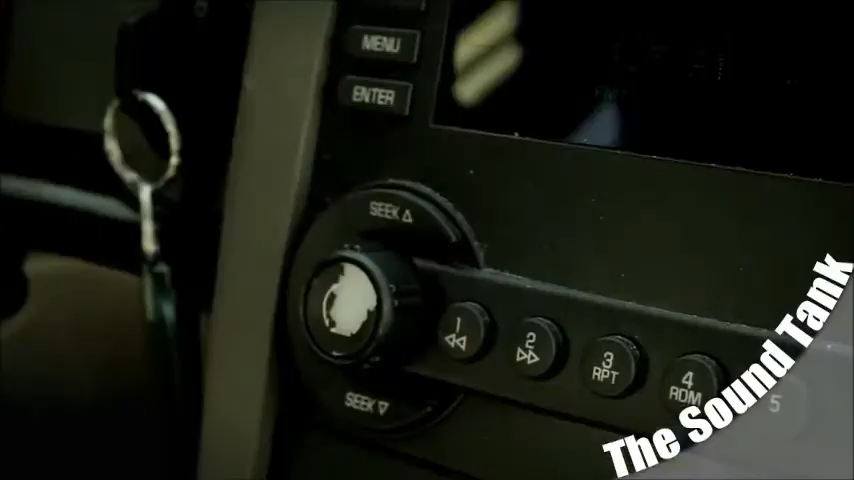 MENU
ENTER
SEEK △
1
2
3
RPT
4
RDM
5
SEEK ▽
The Sound Tank